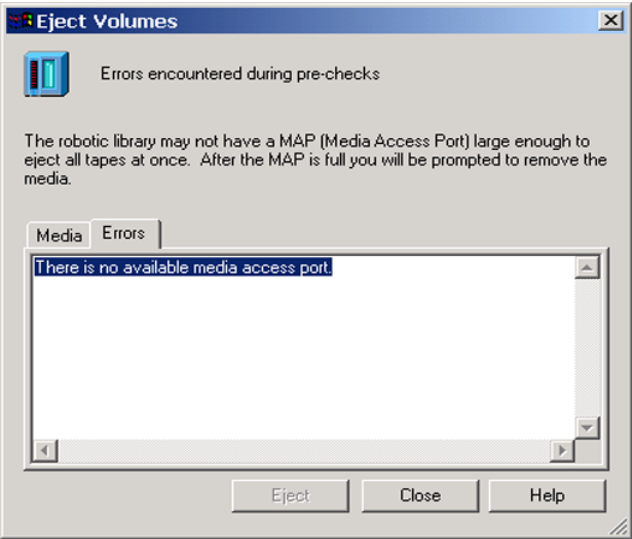 Eject Volumes
Errors encountered during pre-checks
The robotic library may not have a MAP (Media Access Port) large enough to
eject all tapes at once.  After the MAP is full you will be prompted to remove the
media.
Media Errors
There is no available media access port.
Eject Close Help